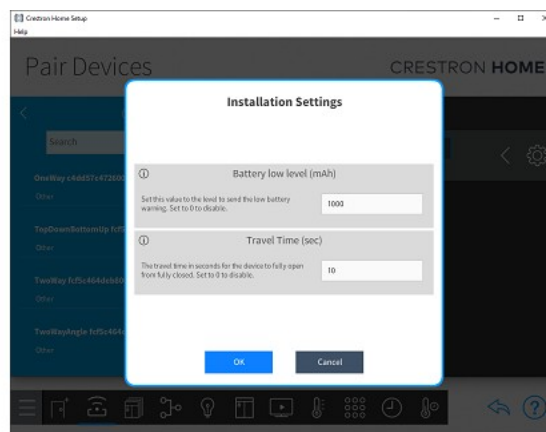 Crestron Home Setup
Help
Pair Devices
CRESTRON HOME
Installation Settings
Search
Battery low level (mAh)
Set this value to the level to send the low battery
warning. Set to 0 to disable.
1000
Other
Travel Time (sec)
TopDownBottomUp
Other
The travel time in seconds for the device to fully open
from fully closed. Set to 0 to disable.
10
TwoWay
Other
TwoWayAngle
Other
OK
Cancel